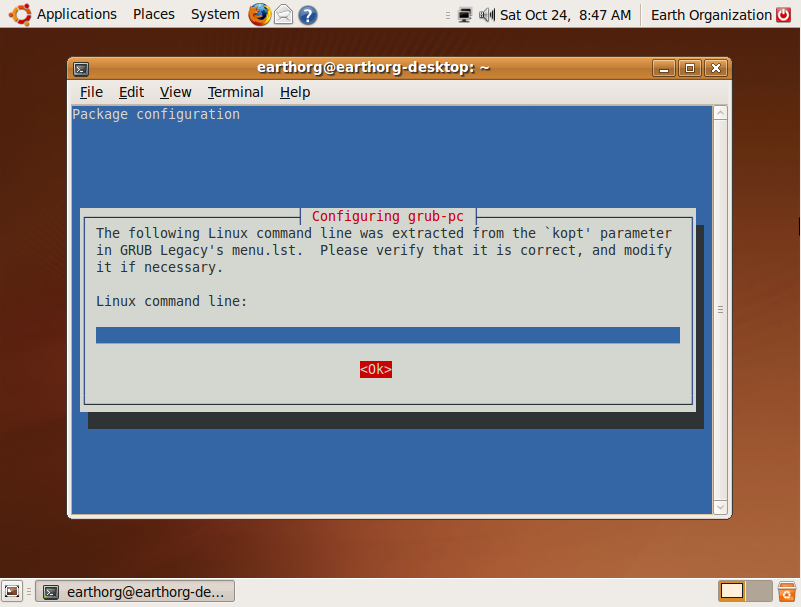 Applications Places System Sat Oct 24, 8:47 AM Earth Organization
earthorg@earthorg-desktop: ~
File Edit View Terminal Help
Package configuration
Configuring grub-pc
The following Linux command line was extracted from the `kopt' parameter
in GRUB Legacy's menu.lst.  Please verify that it is correct, and modify
it if necessary.
Linux command line:
<Ok>
earthorg@earthorg-de...